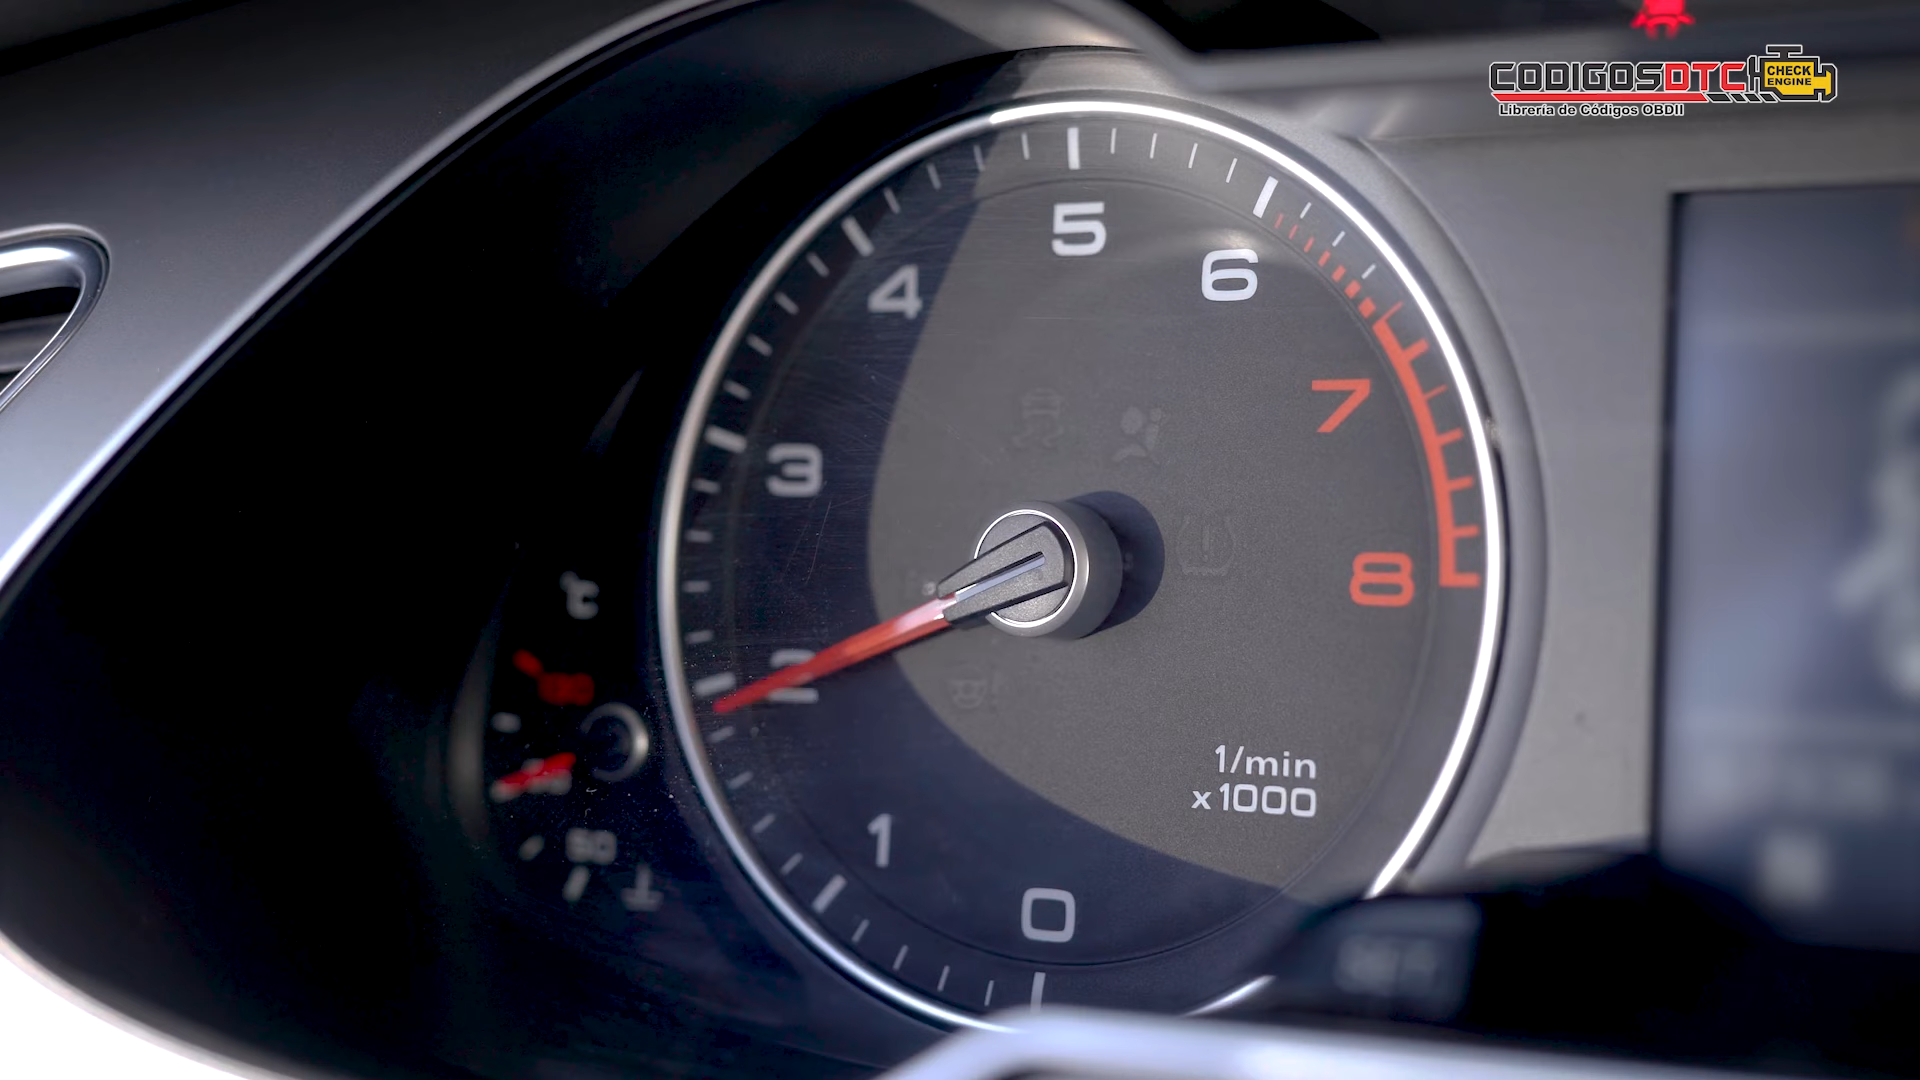 CODIGOSDTC
CHECK
ENGINE
Librería de Códigos OBDII
5
6
4
7
3
8
°C
2
1/min
x1000
1
50
0